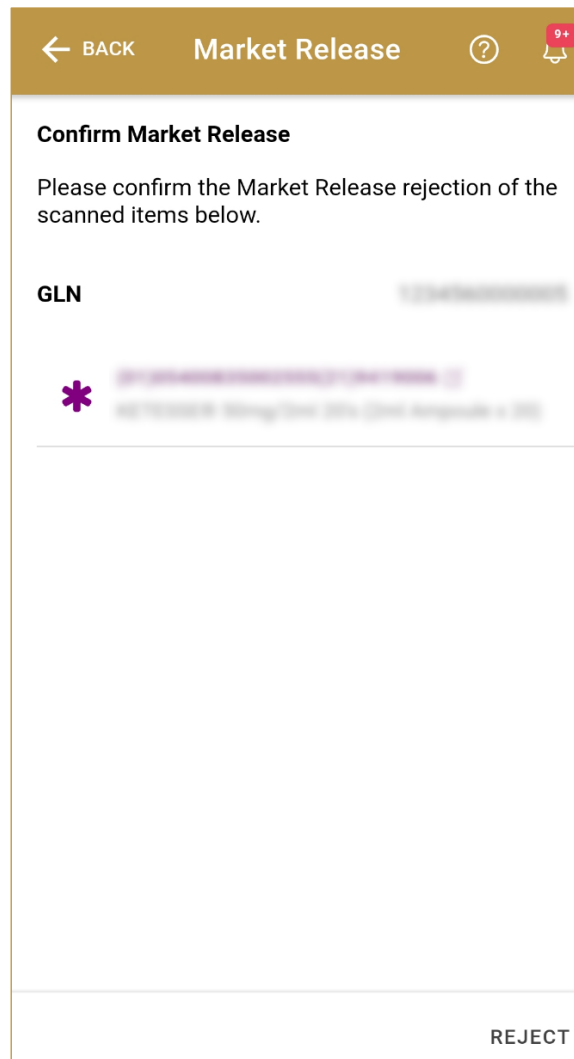 BACK Market Release 9+
Confirm Market Release
Please confirm the Market Release rejection of the
scanned items below.
GLN
REJECT